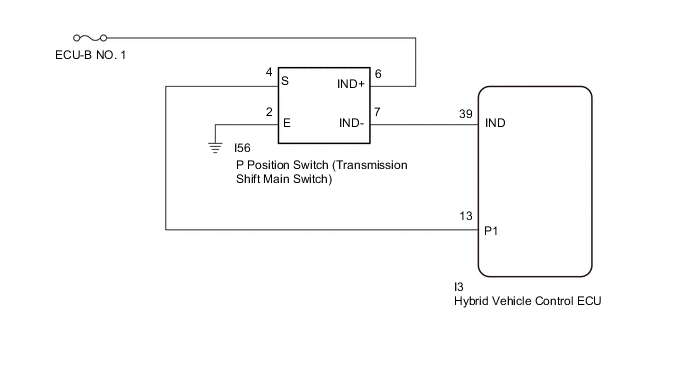 ECU-B NO. 1
4
S
IND+
6
2
E
IND-
7
39
IND
I56
P Position Switch (Transmission
Shift Main Switch)
13
P1
I3
Hybrid Vehicle Control ECU